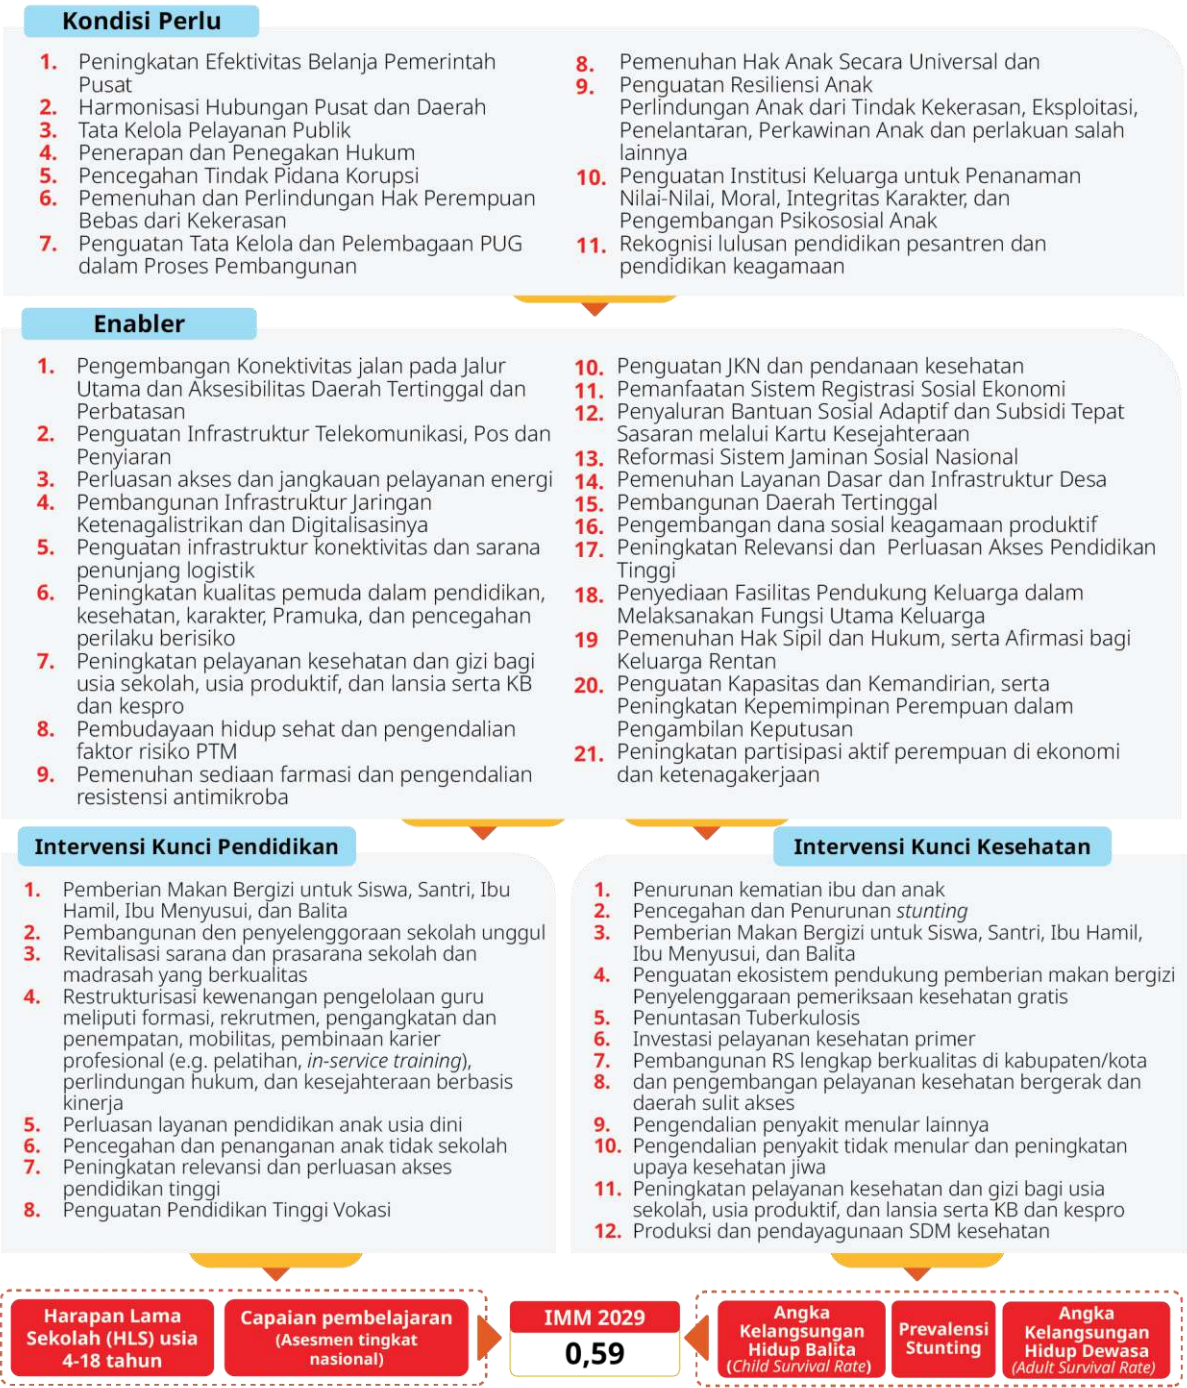 Kondisi Perlu
1. Peningkatan Efektivitas Belanja Pemerintah
Pusat
2. Harmonisasi Hubungan Pusat dan Daerah
3. Tata Kelola Pelayanan Publik
4. Penerapan dan Penegakan Hukum
5. Pencegahan Tindak Pidana Korupsi
6. Pemenuhan dan Perlindungan Hak Perempuan
Bebas dari Kekerasan
7. Penguatan Tata Kelola dan Pelembagaan PUG
dalam Proses Pembangunan
8. Pemenuhan Hak Anak Secara Universal dan
9. Penguatan Resiliensi Anak
Perlindungan Anak dari Tindak Kekerasan, Eksploitasi,
Penelantaran, Perkawinan Anak dan perlakuan salah
lainnya
10. Penguatan Institusi Keluarga untuk Penanaman
Nilai-Nilai, Moral, Integritas Karakter, dan
Pengembangan Psikososial Anak
11. Rekognisi lulusan pendidikan pesantren dan
pendidikan keagamaan
Enabler
1. Pengembangan Konektivitas jalan pada Jalur
Utama dan Aksesibilitas Daerah Tertinggal dan
Perbatasan
2. Penguatan Infrastruktur Telekomunikasi, Pos dan
Penyiaran
3. Perluasan akses dan jangkauan pelayanan energi
4. Pembangunan Infrastruktur Jaringan
Ketenagalistrikan dan Digitalisasinya
5. Penguatan infrastruktur konektivitas dan sarana
penunjang logistik
6. Peningkatan kualitas pemuda dalam pendidikan,
kesehatan, karakter, Pramuka, dan pencegahan
perilaku berisiko
7. Peningkatan pelayanan kesehatan dan gizi bagi
usia sekolah, usia produktif, dan lansia serta KB
dan kespro
8. Pembudayaan hidup sehat dan pengendalian
faktor risiko PTM
9. Pemenuhan sediaan farmasi dan pengendalian
resistensi antimikroba
10. Penguatan JKN dan pendanaan kesehatan
11. Pemanfaatan Sistem Registrasi Sosial Ekonomi
12. Penyaluran Bantuan Sosial Adaptif dan Subsidi Tepat
Sasaran melalui Kartu Kesejahteraan
13. Reformasi Sistem Jaminan Sosial Nasional
14. Pemenuhan Layanan Dasar dan Infrastruktur Desa
15. Pembangunan Daerah Tertinggal
16. Pengembangan dana sosial keagamaan produktif
17. Peningkatan Relevansi dan Perluasan Akses Pendidikan
Tinggi
18. Penyediaan Fasilitas Pendukung Keluarga dalam
Melaksanakan Fungsi Utama Keluarga
19 Pemenuhan Hak Sipil dan Hukum, serta Afirmasi bagi
Keluarga Rentan
20. Penguatan Kapasitas dan Kemandirian, serta
Peningkatan Kepemimpinan Perempuan dalam
Pengambilan Keputusan
21. Peningkatan partisipasi aktif perempuan di ekonomi
dan ketenagakerjaan
Intervensi Kunci Pendidikan
1. Pemberian Makan Bergizi untuk Siswa, Santri, Ibu
Hamil, Ibu Menyusui, dan Balita
2. Pembangunan den penyelenggoraan sekolah unggul
3. Revitalisasi sarana dan prasarana sekolah dan
madrasah yang berkualitas
4. Restrukturisasi kewenangan pengelolaan guru
meliputi formasi, rekrutmen, pengangkatan dan
penempatan, mobilitas, pembinaan karier
profesional (e.g. pelatihan, in-service training),
perlindungan hukum, dan kesejahteraan berbasis
kinerja
5. Perluasan layanan pendidikan anak usia dini
6. Pencegahan dan penanganan anak tidak sekolah
7. Peningkatan relevansi dan perluasan akses
pendidikan tinggi
8. Penguatan Pendidikan Tinggi Vokasi
Intervensi Kunci Kesehatan
1. Penurunan kematian ibu dan anak
2. Pencegahan dan Penurunan stunting
3. Pemberian Makan Bergizi untuk Siswa, Santri, Ibu Hamil,
Ibu Menyusui, dan Balita
4. Penguatan ekosistem pendukung pemberian makan bergizi
Penyelenggaraan pemeriksaan kesehatan gratis
5. Penuntasan Tuberkulosis
6. Investasi pelayanan kesehatan primer
7. Pembangunan RS lengkap berkualitas di kabupaten/kota
8. dan pengembangan pelayanan kesehatan bergerak dan
daerah sulit akses
9. Pengendalian penyakit menular lainnya
10. Pengendalian penyakit tidak menular dan peningkatan
upaya kesehatan jiwa
11. Peningkatan pelayanan kesehatan dan gizi bagi usia
sekolah, usia produktif, dan lansia serta KB dan kespro
12. Produksi dan pendayagunaan SDM kesehatan
Harapan Lama
Sekolah (HLS) usia
4-18 tahun
Capaian pembelajaran
(Asesmen tingkat
nasional)
IMM 2029
0,59
Angka
Kelangsungan
Hidup Balita
(Child Survival Rate)
Prevalensi
Stunting
Angka
Kelangsungan
Hidup Dewasa
(Adult Survival Rate)